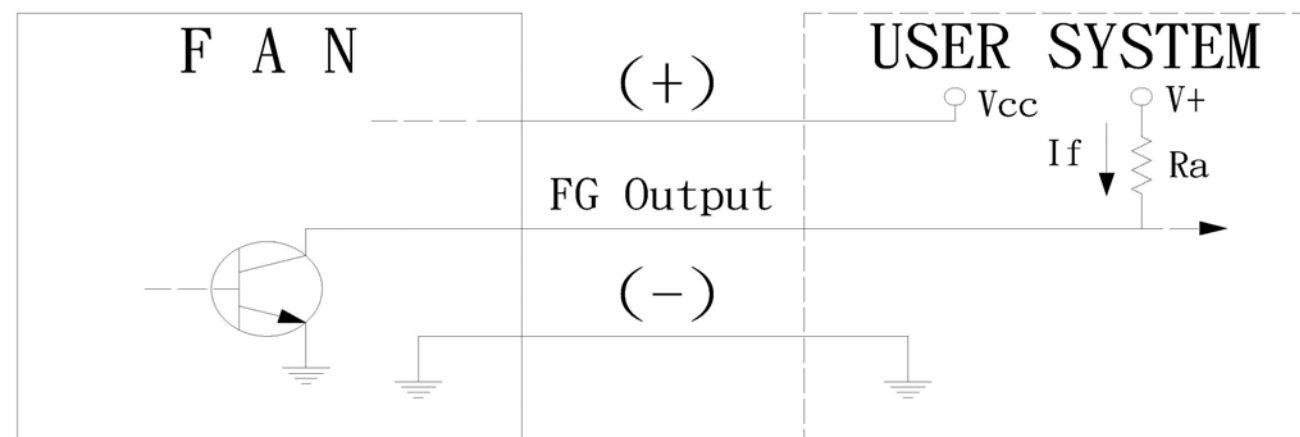 F A N
USER SYSTEM
(+)
Vcc
V+
If
Ra
FG Output
(-)